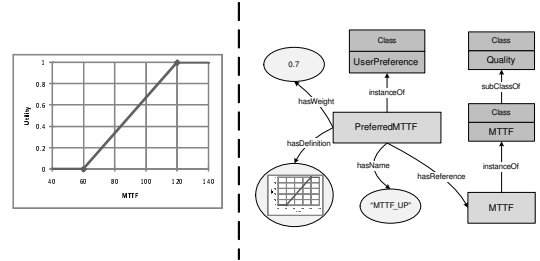 1
0.8
0.6
0.4
0.2
0
Utility
40 60 80 100 120 140
MTTF
0.7
hasWeight
hasDefinition
Class
UserPreference
instanceOf
PreferredMTTF
hasName
"MTTF_UP"
hasReference
Class
Quality
subClassOf
Class
MTTF
instanceOf
MTTF